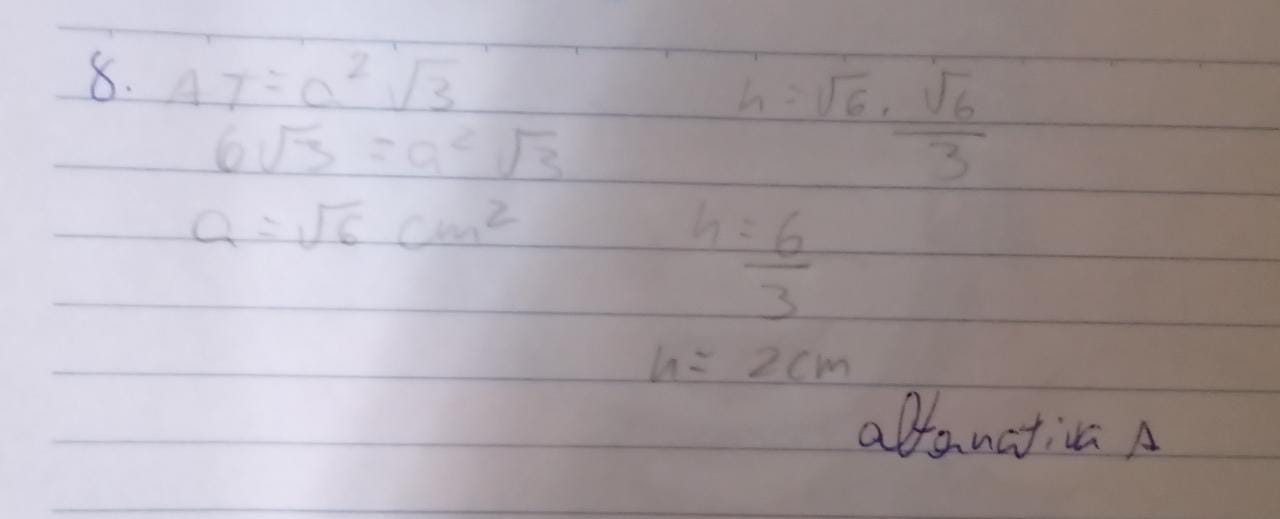 8. AT = a² √3
6√3 = a² √3
a = √6 cm²
h = √6 . √6/3
h = 6/3
h = 2cm
alternativa A